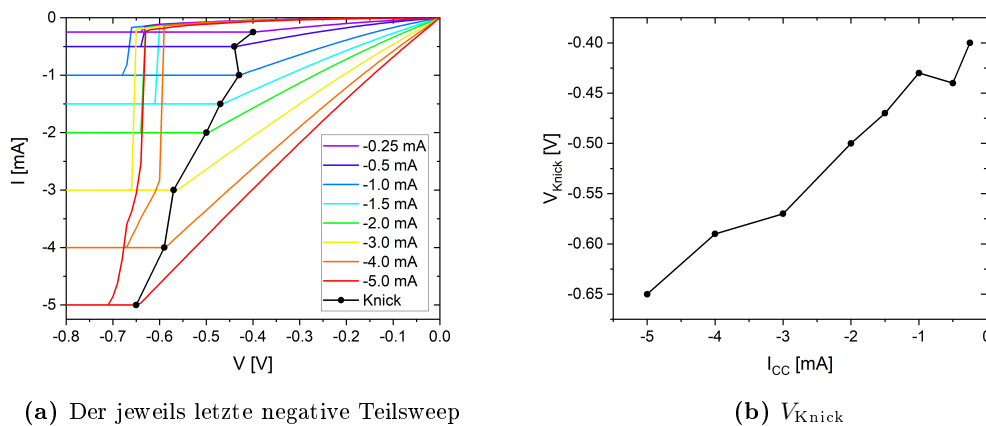 0
-1
-2
-3
-4
-5
I [mA]
-0.8 -0.7 -0.6 -0.5 -0.4 -0.3 -0.2 -0.1 0.0
V [V]
-0.25 mA
-0.5 mA
-1.0 mA
-1.5 mA
-2.0 mA
-3.0 mA
-4.0 mA
-5.0 mA
Knick
(a) Der jeweils letzte negative Teilsweep
-0.40
-0.45
-0.50
-0.55
-0.60
-0.65
V_Knick [V]
-5 -4 -3 -2 -1 0
I_CC [mA]
(b) V_Knick